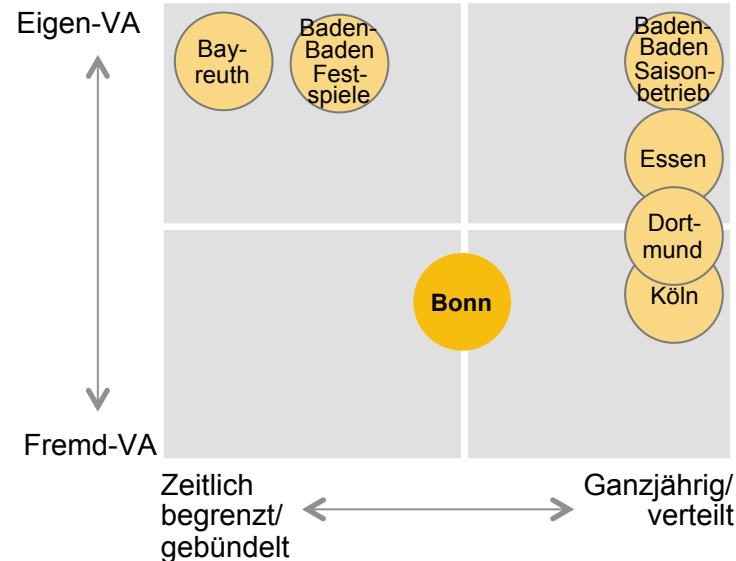 Eigen-VA
Bay-
reuth
Baden-
Baden
Fest-
spiele
Baden-
Baden
Saison-
betrieb
Essen
Dort-
mund
Köln
Bonn
Fremd-VA
Zeitlich
begrenzt/
gebündelt
Ganzjährig/
verteilt